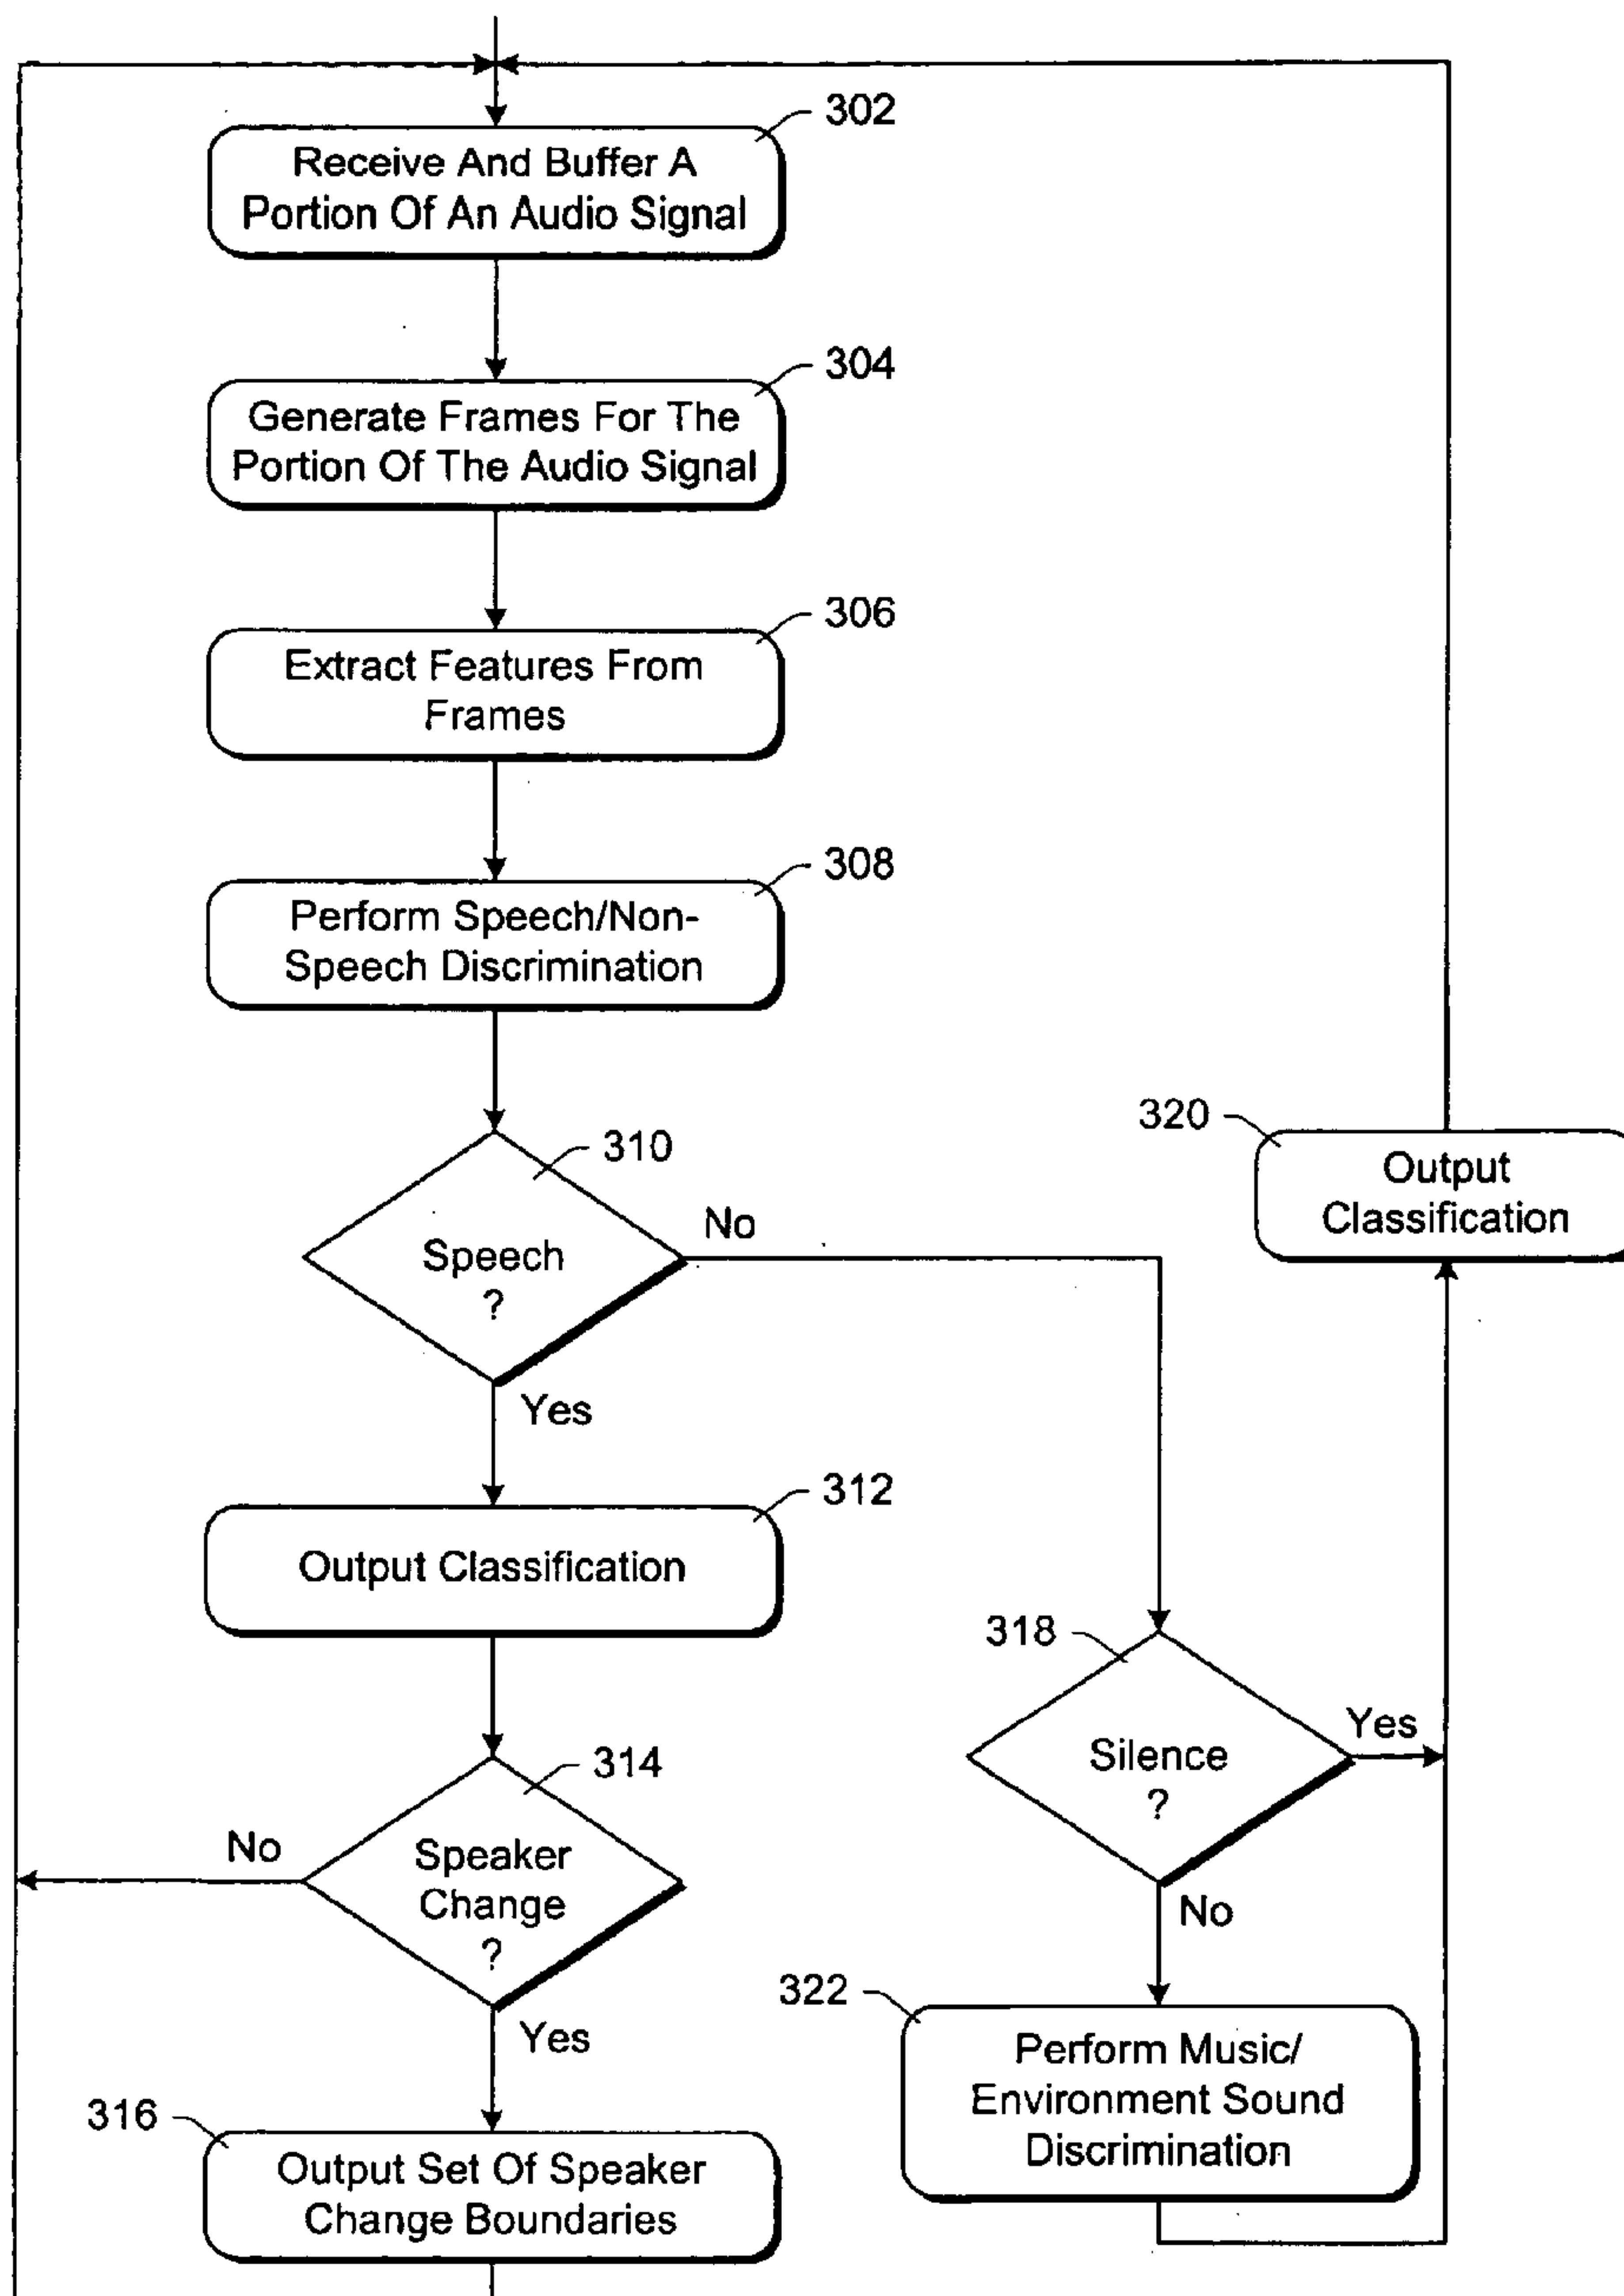 302
Receive And Buffer A
Portion Of An Audio Signal
304
Generate Frames For The
Portion Of The Audio Signal
306
Extract Features From
Frames
308
Perform Speech/Non-
Speech Discrimination
310
Speech
?
No
Yes
312
Output Classification
314
Speaker
Change
?
No
Yes
316
Output Set Of Speaker
Change Boundaries
318
Silence
?
Yes
No
320
Output
Classification
322
Perform Music/
Environment Sound
Discrimination